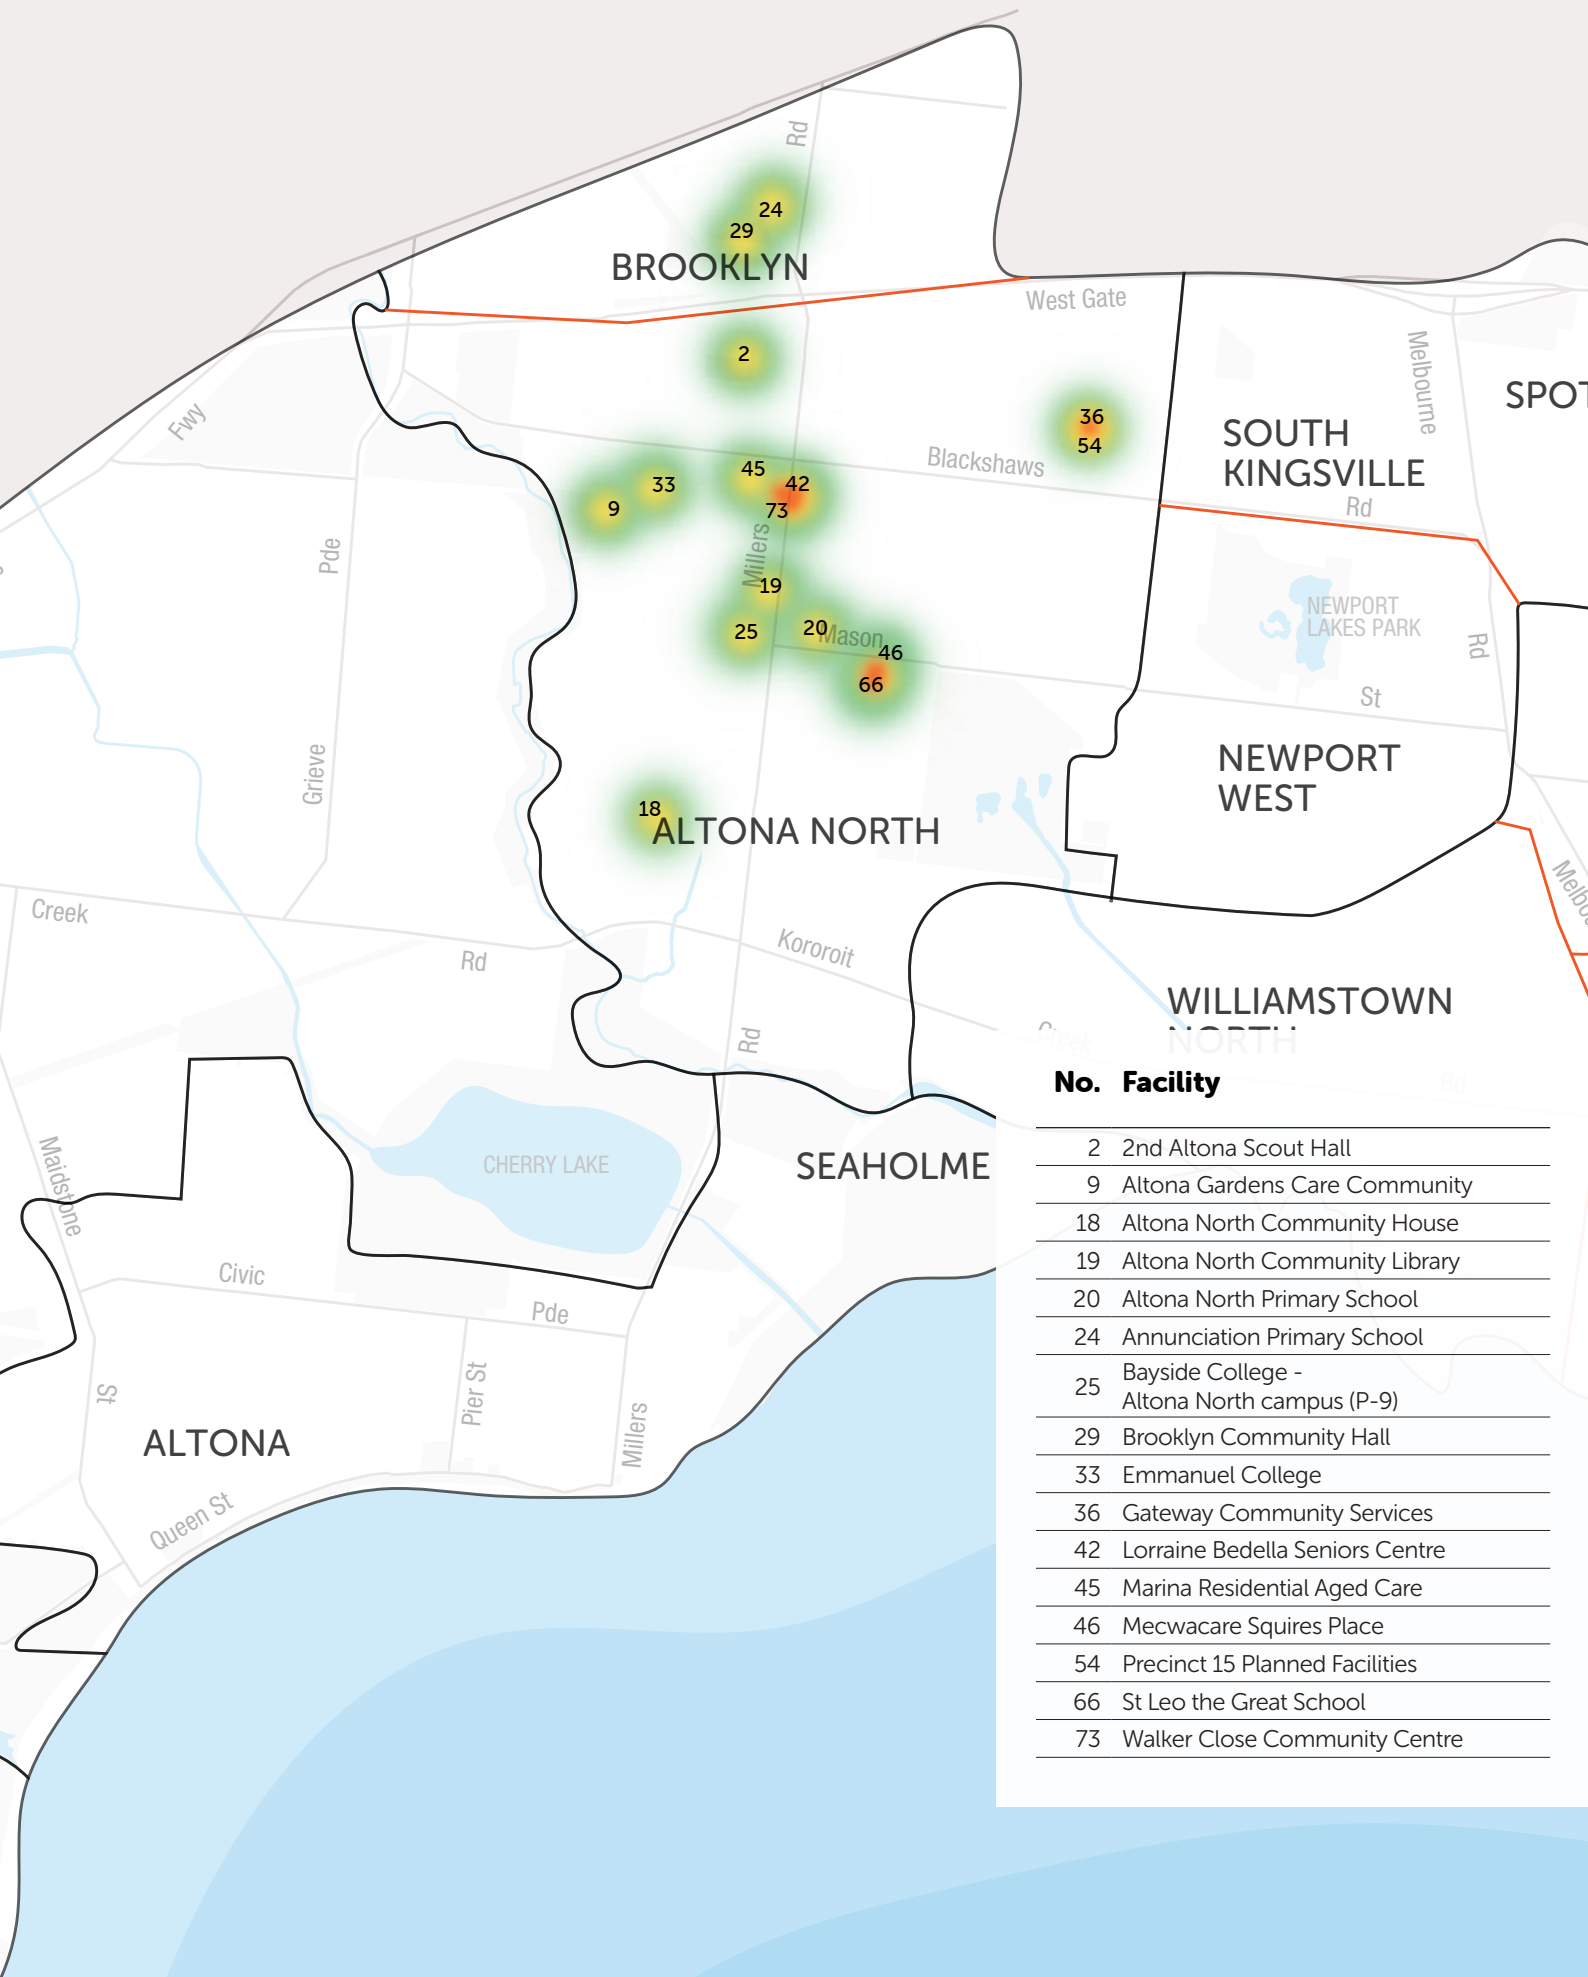 Rd
24
29
BROOKLYN
West Gate
2
Melbourne
SPOT
Fwy
36
54
SOUTH
KINGSVILLE
Blackshaws
Rd
45
42
73
33
9
Pde
Millers
19
25
20
Mason
46
66
NEWPORT
LAKES PARK
Rd
St
Grieve
NEWPORT
WEST
18
ALTONA NORTH
Creek
Rd
Kororoit
Rd
WILLIAMSTOWN
NORTH
Creek
Rd
Maidstone
CHERRY LAKE
SEAHOLME
Civic
Pde
St
Pier St
Millers
ALTONA
Queen St
No. Facility
2 2nd Altona Scout Hall
9 Altona Gardens Care Community
18 Altona North Community House
19 Altona North Community Library
20 Altona North Primary School
24 Annunciation Primary School
25 Bayside College -
Altona North campus (P-9)
29 Brooklyn Community Hall
33 Emmanuel College
36 Gateway Community Services
42 Lorraine Bedella Seniors Centre
45 Marina Residential Aged Care
46 Mecwacare Squires Place
54 Precinct 15 Planned Facilities
66 St Leo the Great School
73 Walker Close Community Centre